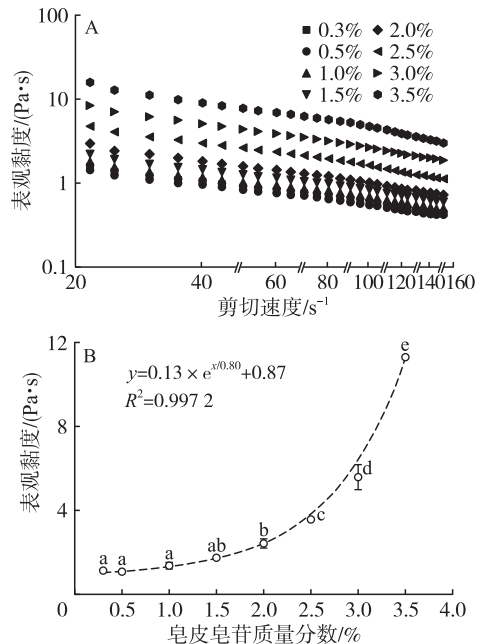 100
A
■ 0.3% ◆ 2.0%
● 0.5% ◀ 2.5%
▲ 1.0% ▶ 3.0%
▼ 1.5% ⬢ 3.5%
10
1
0.1
表观黏度/(Pa•s)
20 40 60 80 100 120 140 160
剪切速度/s⁻¹
12
B
y=0.13 × e^{x/0.80}+0.87
R²=0.997 2
e
8
d
4
c
b
ab
a a a
表观黏度/(Pa•s)
0 0.5 1.0 1.5 2.0 2.5 3.0 3.5 4.0
皂皮皂苷质量分数/%